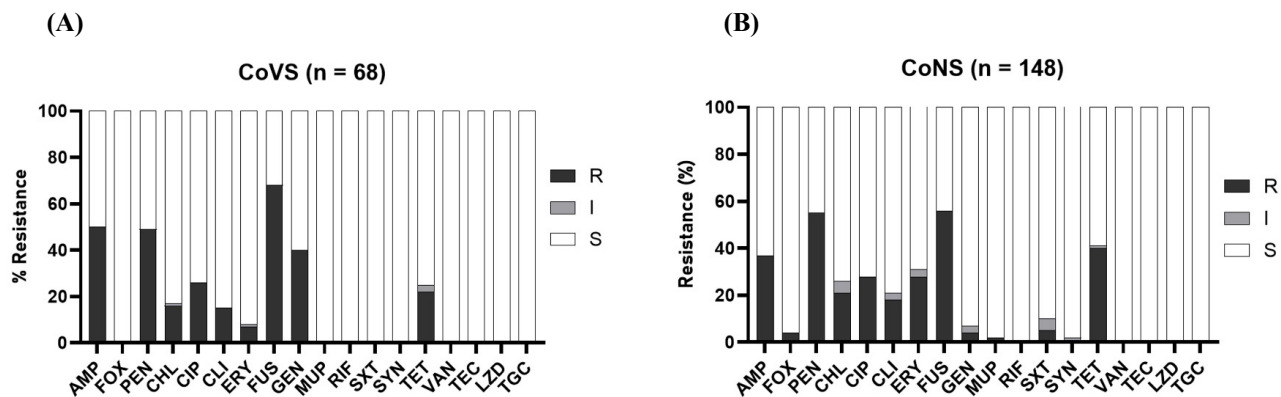 (A)
CoVS (n = 68)
% Resistance
100
80
60
40
20
0
AMP
FOX
PEN
CHL
CIP
CLI
ERY
FUS
GEN
MUP
RIF
SXT
SYN
TET
VAN
TEC
LZD
TGC
R
I
S
(B)
CoNS (n = 148)
Resistance (%)
100
80
60
40
20
0
AMP
FOX
PEN
CHL
CIP
CLI
ERY
FUS
GEN
MUP
RIF
SXT
SYN
TET
VAN
TEC
LZD
TGC
R
I
S